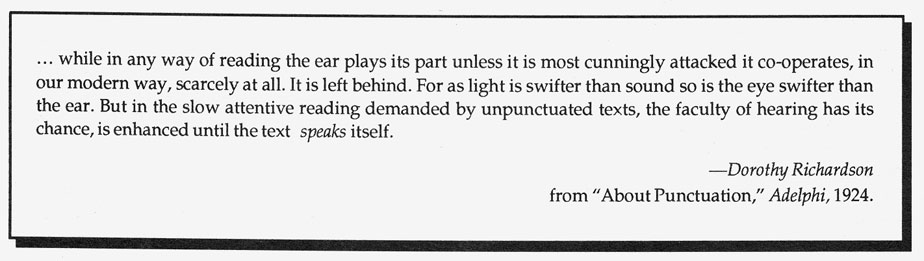 ... while in any way of reading the ear plays its part unless it is most cunningly attacked it co-operates, in
our modern way, scarcely at all. It is left behind. For as light is swifter than sound so is the eye swifter than
the ear. But in the slow attentive reading demanded by unpunctuated texts, the faculty of hearing has its
chance, is enhanced until the text speaks itself.
—Dorothy Richardson
from “About Punctuation,” Adelphi, 1924.